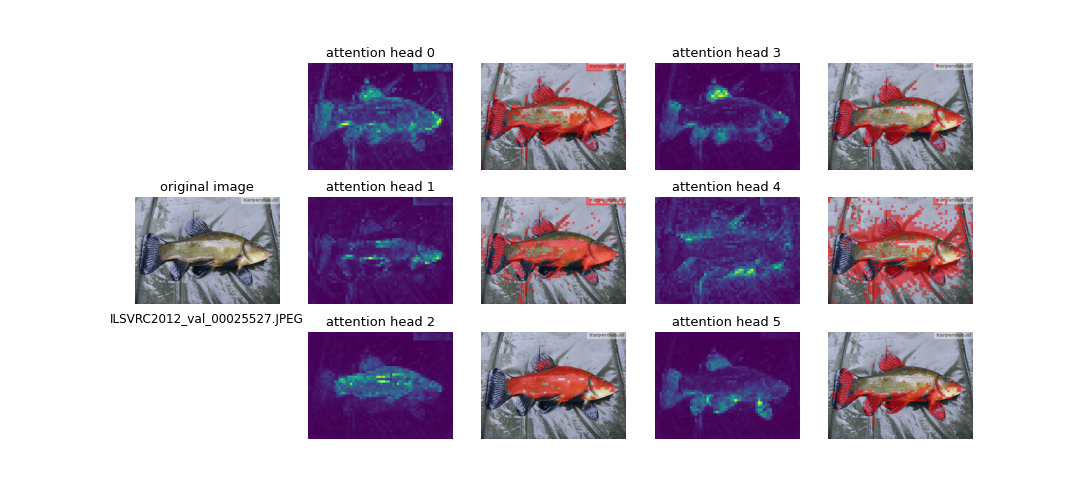 attention head 0
attention head 3
original image
attention head 1
attention head 4
ILSVRC2012_val_00025527.JPEG
attention head 2
attention head 5